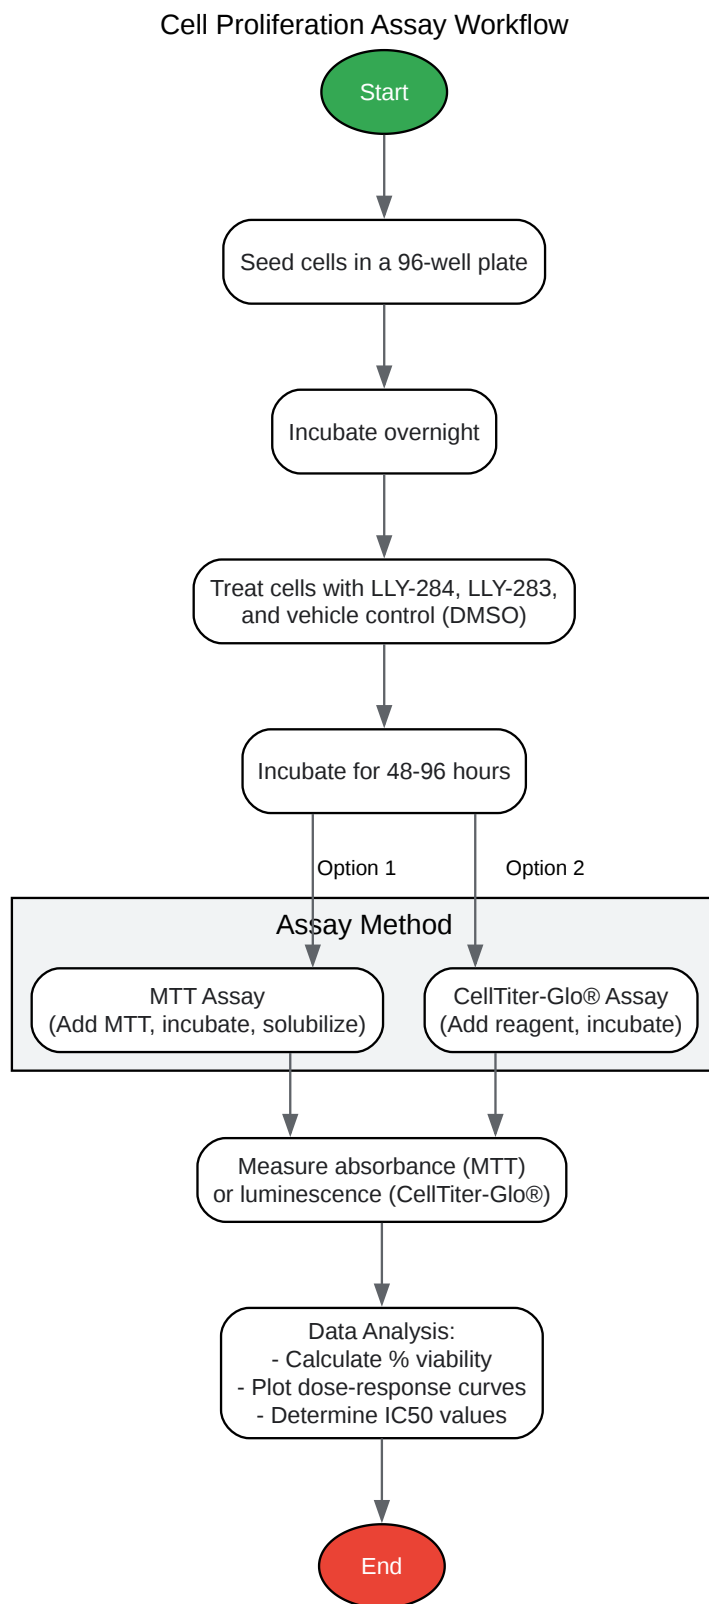 Cell Proliferation Assay Workflow
Start
Seed cells in a 96-well plate
Incubate overnight
Treat cells with LLY-284, LLY-283,
and vehicle control (DMSO)
Incubate for 48-96 hours
Option 1
Option 2
Assay Method
MTT Assay
(Add MTT, incubate, solubilize)
CellTiter-Glo® Assay
(Add reagent, incubate)
Measure absorbance (MTT)
or luminescence (CellTiter-Glo®)
Data Analysis:
- Calculate % viability
- Plot dose-response curves
- Determine IC50 values
End